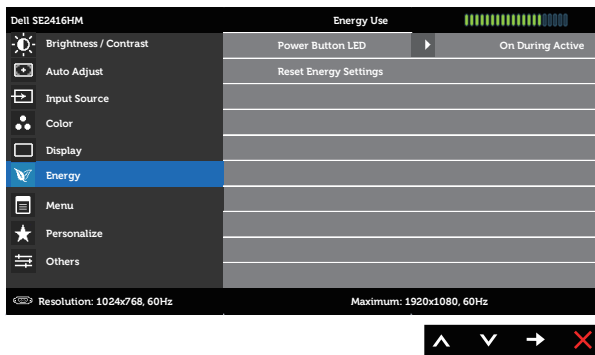 Dell SE2416HM Energy Use
Brightness / Contrast Power Button LED On During Active
Auto Adjust Reset Energy Settings
Input Source
Color
Display
Energy
Menu
Personalize
Others
Resolution: 1024x768, 60Hz Maximum: 1920x1080, 60Hz